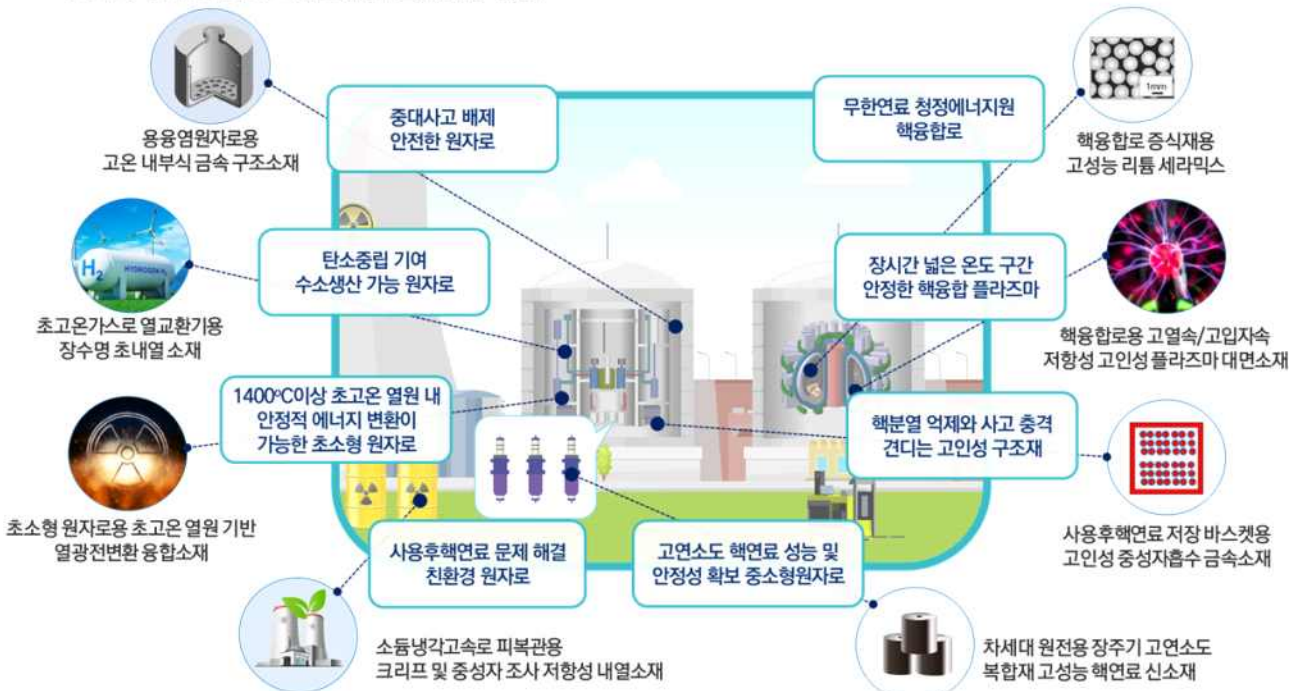 용융염원자로용
고온 내부식 금속 구조소재
중대사고 배제
안전한 원자로
무한연료 청정에너지원
핵융합로
1mm
핵융합로 증식재용
고성능 리튬 세라믹스
H2
HYDROGEN
초고온가스로 열교환기용
장수명 초내열 소재
탄소중립 기여
수소생산 가능 원자로
장시간 넓은 온도 구간
안정한 핵융합 플라즈마
핵융합로용 고열속/고입자속
저항성 고인성 플라즈마 대면소재
1400℃이상 초고온 열원 내
안정적 에너지 변환이
가능한 초소형 원자로
핵분열 억제와 사고 충격
견디는 고인성 구조재
초소형 원자로용 초고온 열원 기반
열광전변환 융합소재
사용후핵연료 저장 바스켓용
고인성 중성자흡수 금속소재
사용후핵연료 문제 해결
친환경 원자로
고연소도 핵연료 성능 및
안정성 확보 중소형원자로
소듐냉각고속로 피복관용
크리프 및 중성자 조사 저항성 내열소재
차세대 원전용 장주기 고연소도
복합재 고성능 핵연료 신소재